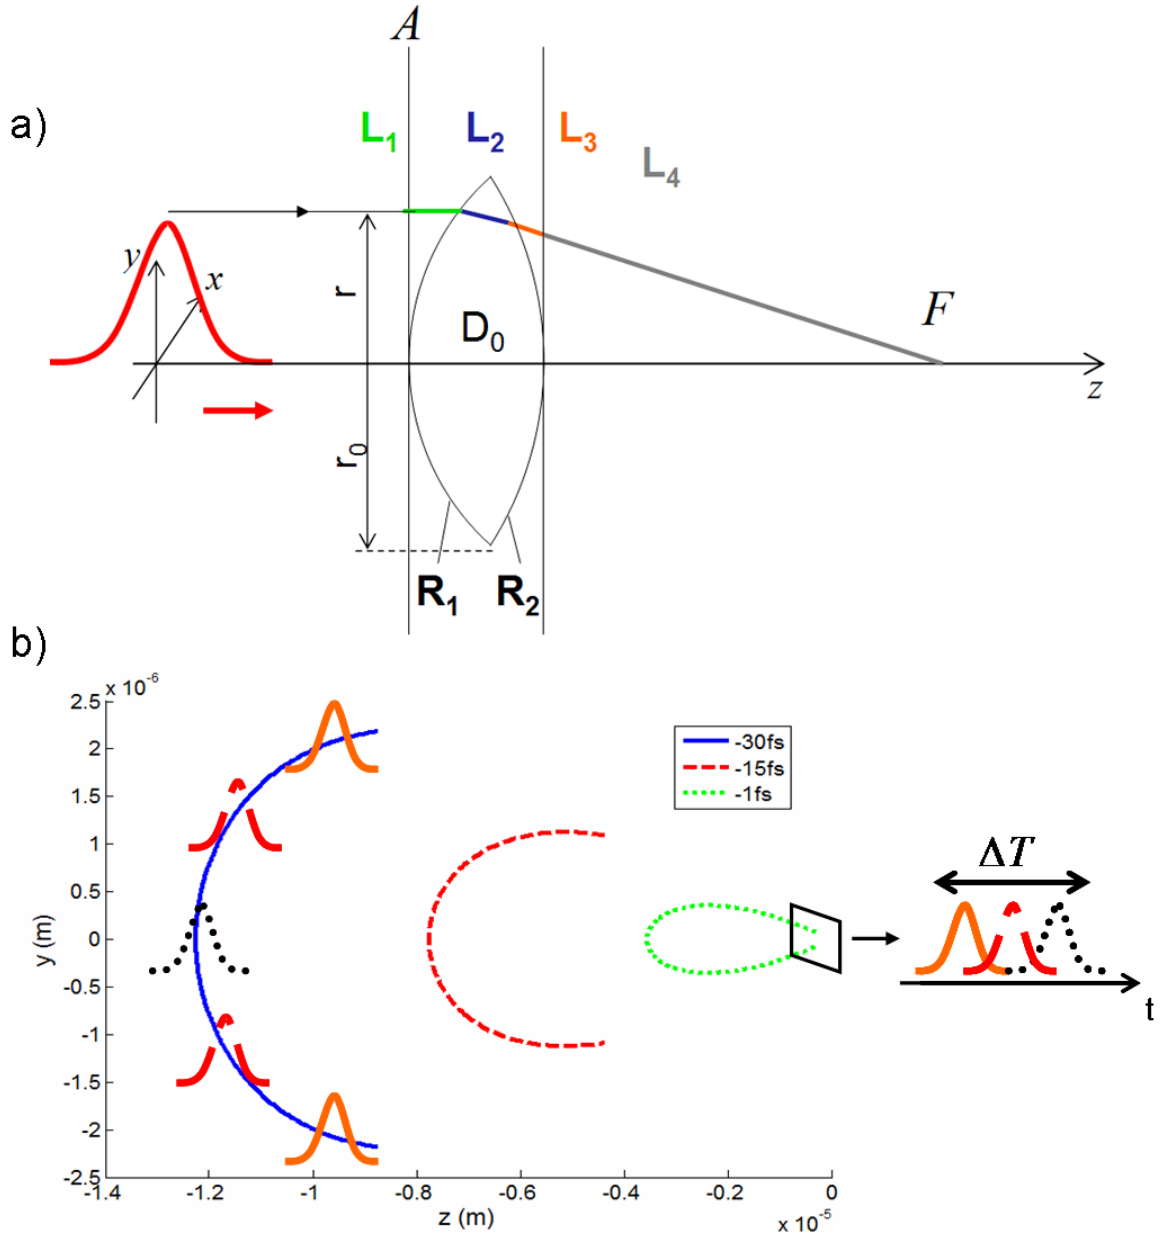 a)
A
L1
L2
L3
L4
y
x
r
D0
F
z
r0
R1
R2
b)
x 10^-6
2.5
2
1.5
1
0.5
0
-0.5
-1
-1.5
-2
-2.5
y (m)
-30fs
-15fs
-1fs
ΔT
t
-1.4 -1.2 -1 -0.8 -0.6 -0.4 -0.2 0
z (m)
x 10^-5